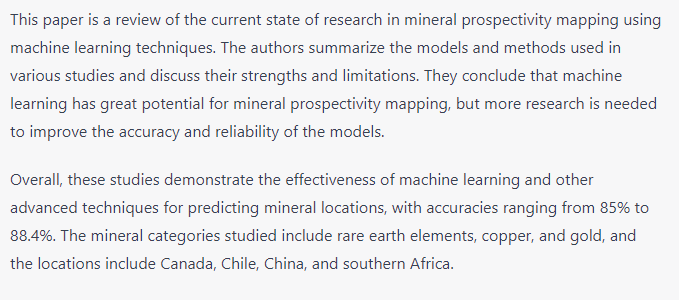 This paper is a review of the current state of research in mineral prospectivity mapping using
machine learning techniques. The authors summarize the models and methods used in
various studies and discuss their strengths and limitations. They conclude that machine
learning has great potential for mineral prospectivity mapping, but more research is needed
to improve the accuracy and reliability of the models.
Overall, these studies demonstrate the effectiveness of machine learning and other
advanced techniques for predicting mineral locations, with accuracies ranging from 85% to
88.4%. The mineral categories studied include rare earth elements, copper, and gold, and
the locations include Canada, Chile, China, and southern Africa.